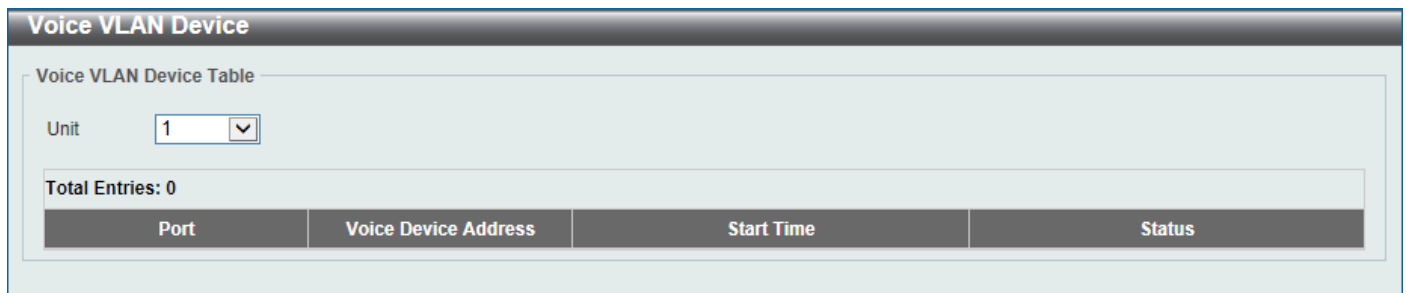 Voice VLAN Device
Voice VLAN Device Table
Unit 1
Total Entries: 0
Port Voice Device Address Start Time Status